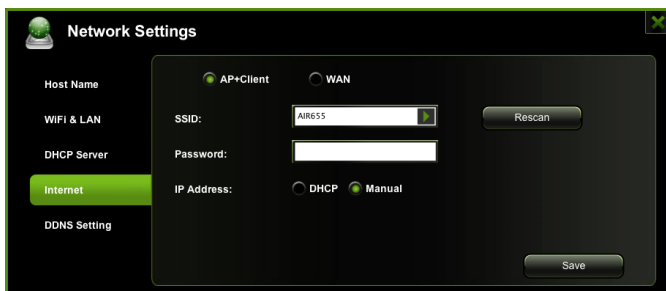 Network Settings
Host Name
WiFi & LAN
DHCP Server
Internet
DDNS Setting
AP+Client WAN
SSID: AIR655 Rescan
Password:
IP Address: DHCP Manual
Save